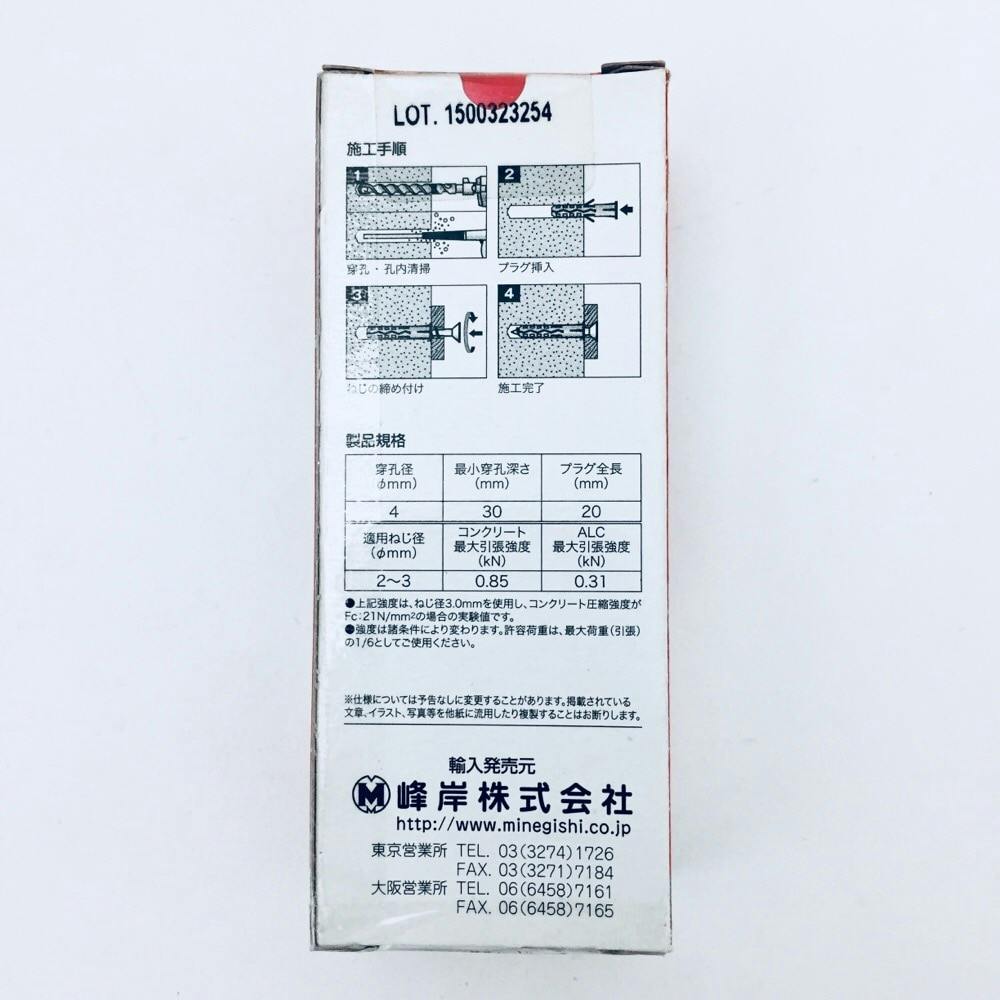 LOT. 1500323254
施工手順
1
2
穿孔・孔内清掃
プラグ挿入
3
4
ねじの締め付け
施工完了
製品規格
穿孔径 最小穿孔深さ プラグ全長
(φmm) (mm) (mm)
4 30 20
適用ねじ径 コンクリート ALC
(φmm) 最大引張強度 最大引張強度
(kN) (kN)
2～3 0.85 0.31
●上記強度は、ねじ径3.0mmを使用し、コンクリート圧縮強度が
Fc:21N/mm²の場合の実験値です。
●強度は諸条件により変わります。許容荷重は、最大荷重(引張)
の1/6としてご使用ください。
※仕様については予告なしに変更することがあります。掲載されている
文章、イラスト、写真等を他紙に流用したり複製することはお断りします。
輸入発売元
M 峰岸株式会社
http://www.minegishi.co.jp
東京営業所 TEL. 03(3274)1726
FAX. 03(3271)7184
大阪営業所 TEL. 06(6458)7161
FAX. 06(6458)7165